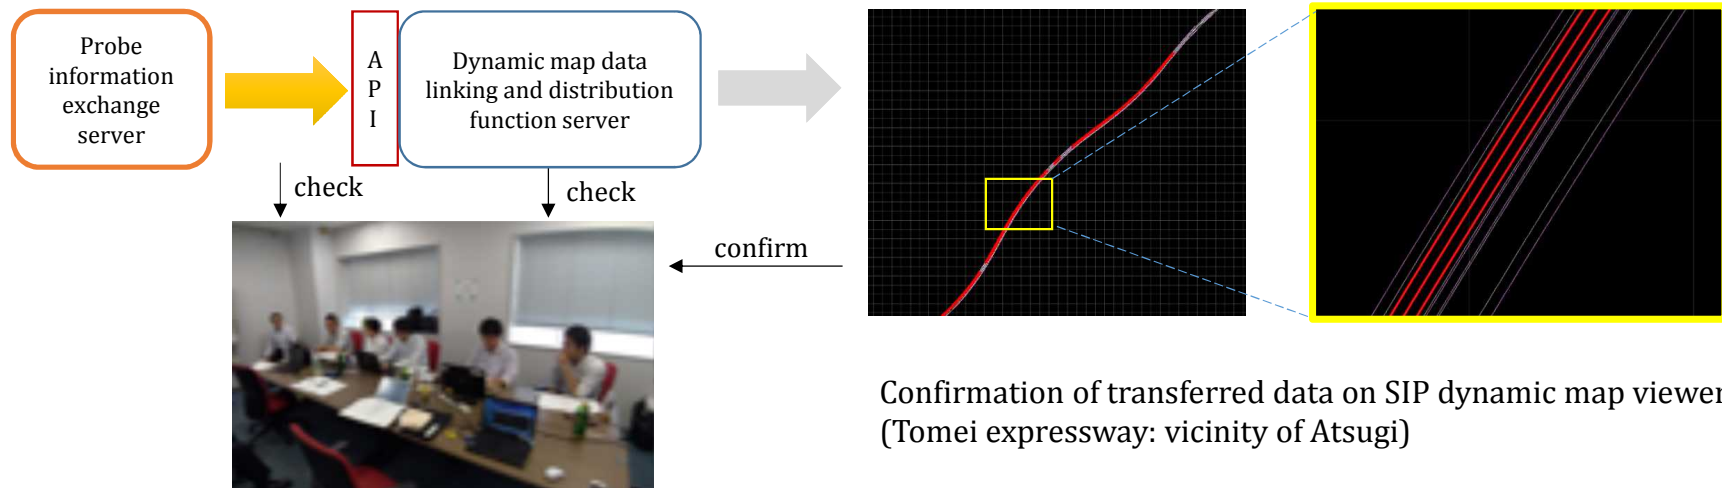 Probe
information
exchange
server
A
P
I
Dynamic map data
linking and distribution
function server
check
check
confirm
Confirmation of transferred data on SIP dynamic map viewer
(Tomei expressway: vicinity of Atsugi)